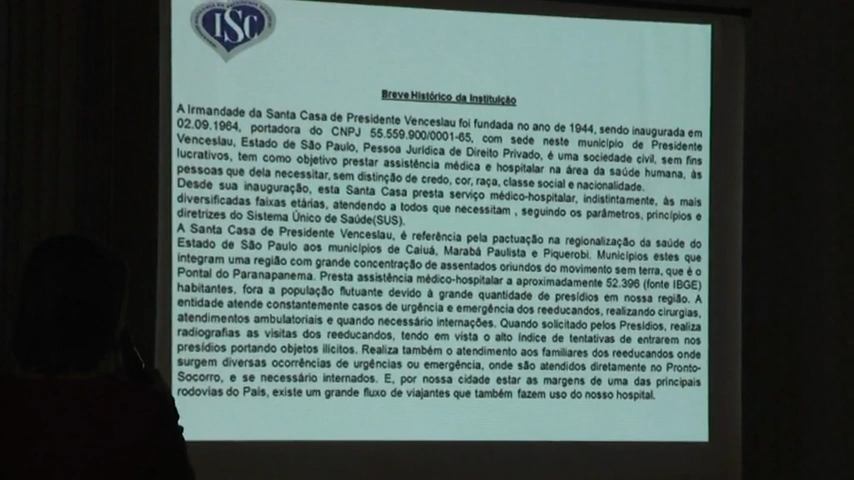 ISC
Breve Histórico da Instituição
A Irmandade da Santa Casa de Presidente Venceslau foi fundada no ano de 1944, sendo inaugurada em
02.09.1964, portadora do CNPJ 55.559.900/0001-65, com sede neste município de Presidente
Venceslau, Estado de São Paulo, Pessoa Jurídica de Direito Privado, é uma sociedade civil, sem fins
lucrativos, tem como objetivo prestar assistência médica e hospitalar na área da saúde humana, às
pessoas que dela necessitar, sem distinção de credo, cor, raça, classe social e nacionalidade.
Desde sua inauguração, esta Santa Casa presta serviço médico-hospitalar, indistintamente, às mais
diversificadas faixas etárias, atendendo a todos que necessitam , seguindo os parâmetros, princípios e
diretrizes do Sistema Único de Saúde(SUS).
A Santa Casa de Presidente Venceslau, é referência pela pactuação na regionalização da saúde do
Estado de São Paulo aos municípios de Caiuá, Marabá Paulista e Piquerobi. Municípios estes que
integram uma região com grande concentração de assentados oriundos do movimento sem terra, que é o
Pontal do Paranapanema. Presta assistência médico-hospitalar a aproximadamente 52.396 (fonte IBGE)
habitantes, fora a população flutuante devido à grande quantidade de presídios em nossa região. A
entidade atende constantemente casos de urgência e emergência dos reeducandos, realizando cirurgias,
atendimentos ambulatoriais e quando necessário internações. Quando solicitado pelos Presídios, realiza
radiografias as visitas dos reeducandos, tendo em vista o alto índice de tentativas de entrarem nos
presídios portando objetos ilícitos. Realiza também o atendimento aos familiares dos reeducandos onde
surgem diversas ocorrências de urgências ou emergência, onde são atendidos diretamente no Pronto-
Socorro, e se necessário internados. E, por nossa cidade estar as margens de uma das principais
rodovias do País, existe um grande fluxo de viajantes que também fazem uso do nosso hospital.